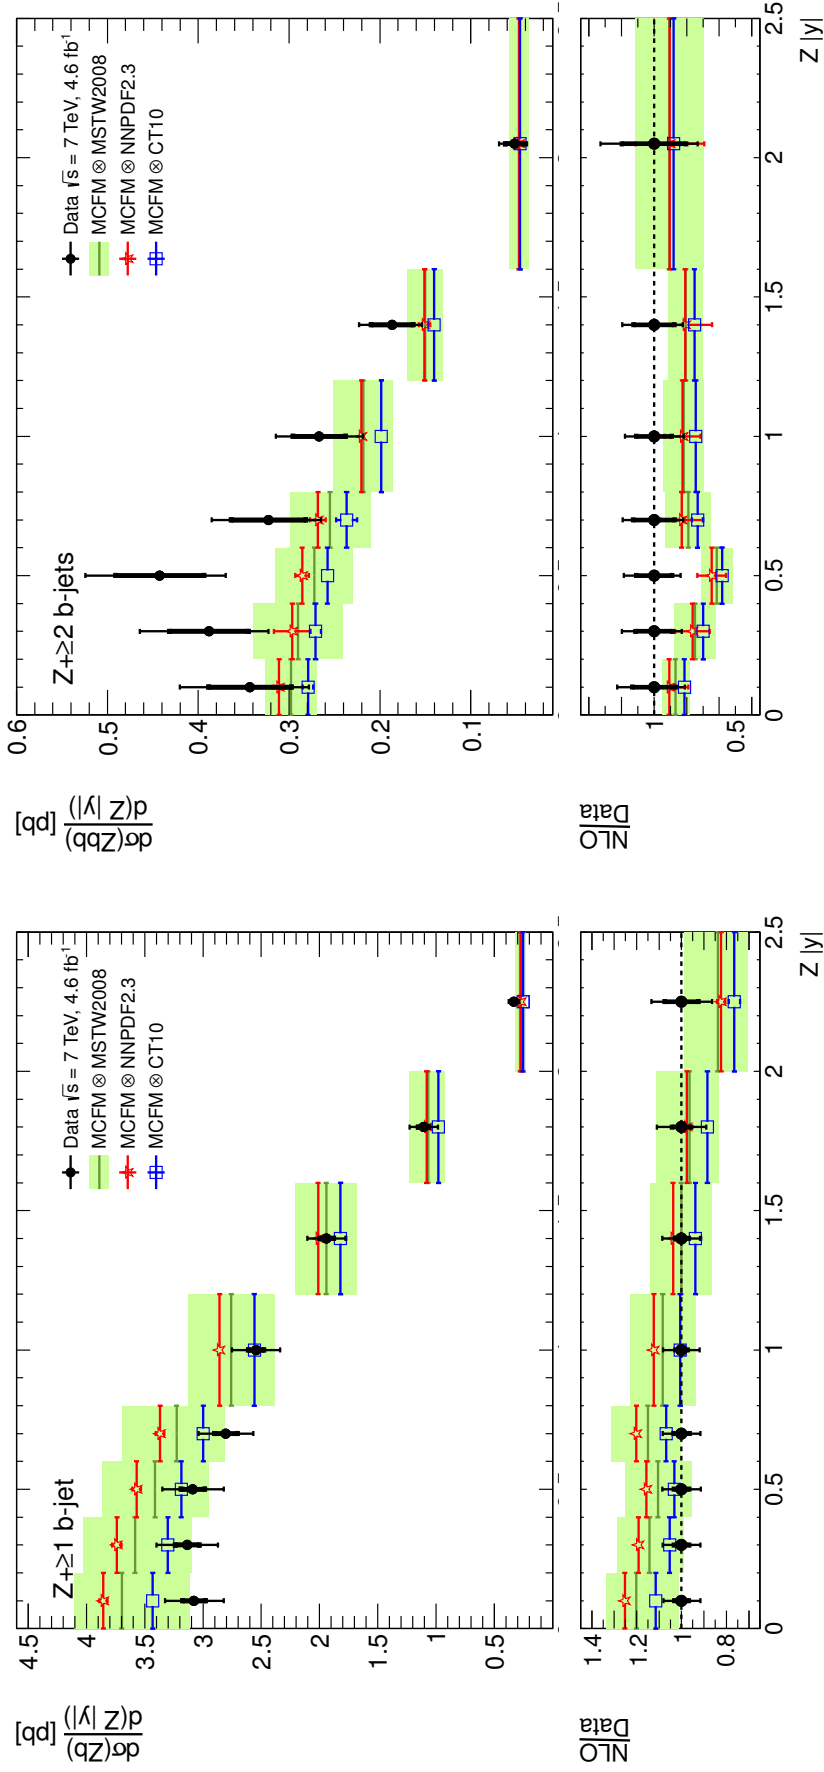 dσ(Zb)
d(Z |y|)
[pb]
4.5
4
3.5
3
2.5
2
1.5
1
0.5
Z+≥1 b-jet
Data √s = 7 TeV, 4.6 fb⁻¹
MCFM ⊗ MSTW2008
MCFM ⊗ NNPDF2.3
MCFM ⊗ CT10
NLO
Data
1.4
1.2
1
0.8
0 0.5 1 1.5 2 2.5
Z |y|
dσ(Zbb)
d(Z |y|)
[pb]
0.6
0.5
0.4
0.3
0.2
0.1
Z+≥2 b-jets
Data √s = 7 TeV, 4.6 fb⁻¹
MCFM ⊗ MSTW2008
MCFM ⊗ NNPDF2.3
MCFM ⊗ CT10
NLO
Data
1
0.5
0 0.5 1 1.5 2 2.5
Z |y|